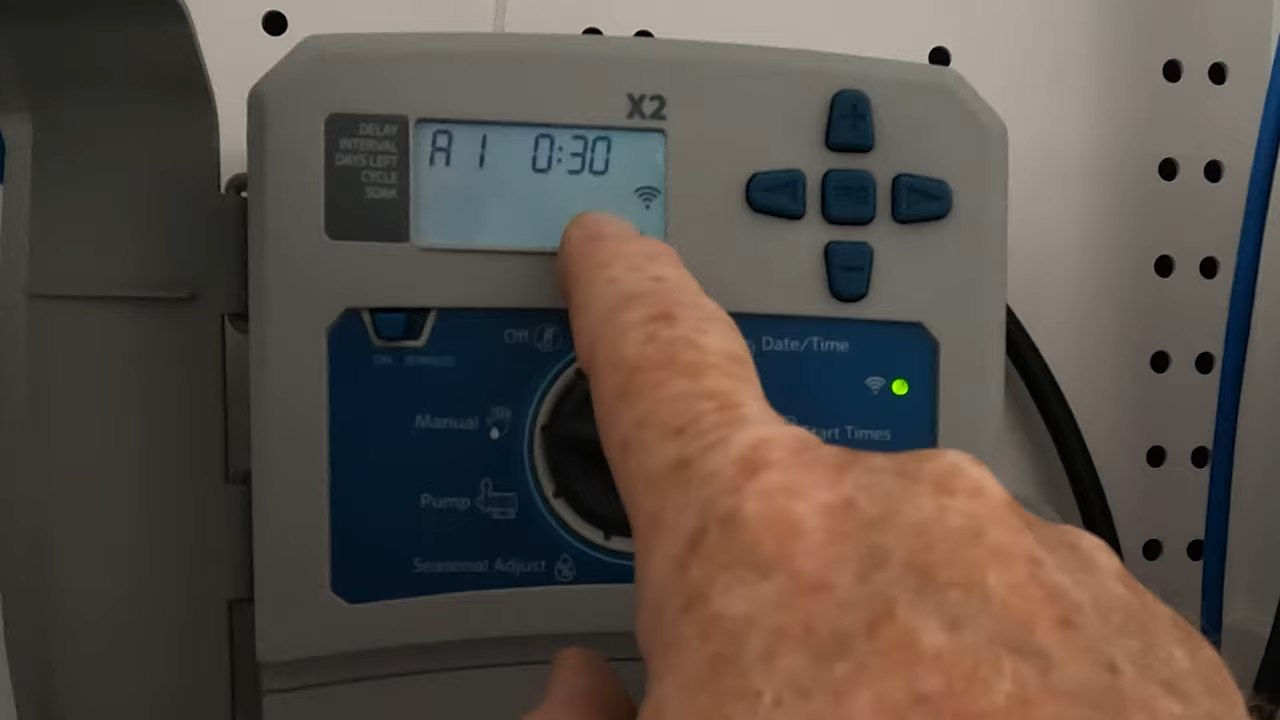 X2
DELAY
INTERVAL
DAYS LEFT
CYCLE
SOAK
A 1 0:30
Off
Date/Time
Manual
Start Times
Pump
Seasonal Adjust